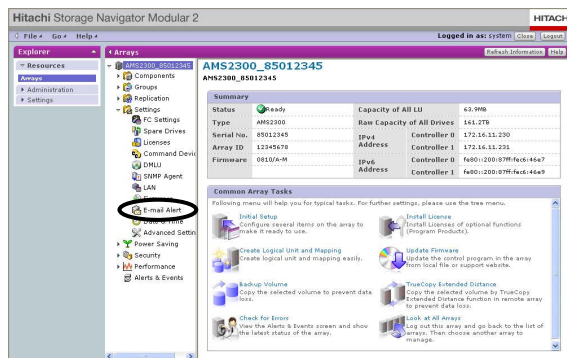 Hitachi Storage Navigator Modular 2
HITACH
File Go Help
Logged in as: system Close Logout
Explorer
Arrays
Refresh Information Help
Resources
Arrays
Administration
Settings
AMS2300_85012345
Components
Groups
Replication
Settings
FC Settings
Spare Drives
Licenses
Command Devic
DMLU
SNMP Agent
LAN
E-mail Alert
Date & Time
Advanced Settin
Power Saving
Security
Performance
Alerts & Events
AMS2300_85012345
AMS2300_85012345
Summary
Status Ready Capacity of All LU 63.9MB
Type AMS2300 Raw Capacity of All Drives 161.2TB
Serial No. 85012345 IPv4 Address Controller 0 172.16.11.230
Array ID 12345678 Controller 1 172.16.11.231
Firmware 0810/A-M IPv6 Address Controller 0 fe80::200:87ff:fec6:46e7
Controller 1 fe80::200:87ff:fec6:46e9
Common Array Tasks
Following menu will help you for typical tasks. For further settings, please use the tree menu.
Initial Setup
Configure several items on the array to
make it ready to use.
Install License
Install Licenses of optional functions
(Program Products).
Create Logical Unit and Mapping
Create logical unit and mapping easily.
Update Firmware
Update the control program in the array
from local file or support website.
Backup Volume
Copy the selected volume to prevent data
loss.
TrueCopy Extended Distance
Copy the selected volume by TrueCopy
Extended Distance function in remote array
to prevent data loss.
Check for Errors
View the Alerts & Events screen and show
the latest status of the array.
Look at All Arrays
Log out this array and go back to the list of
arrays. Then choose another array to
manage.